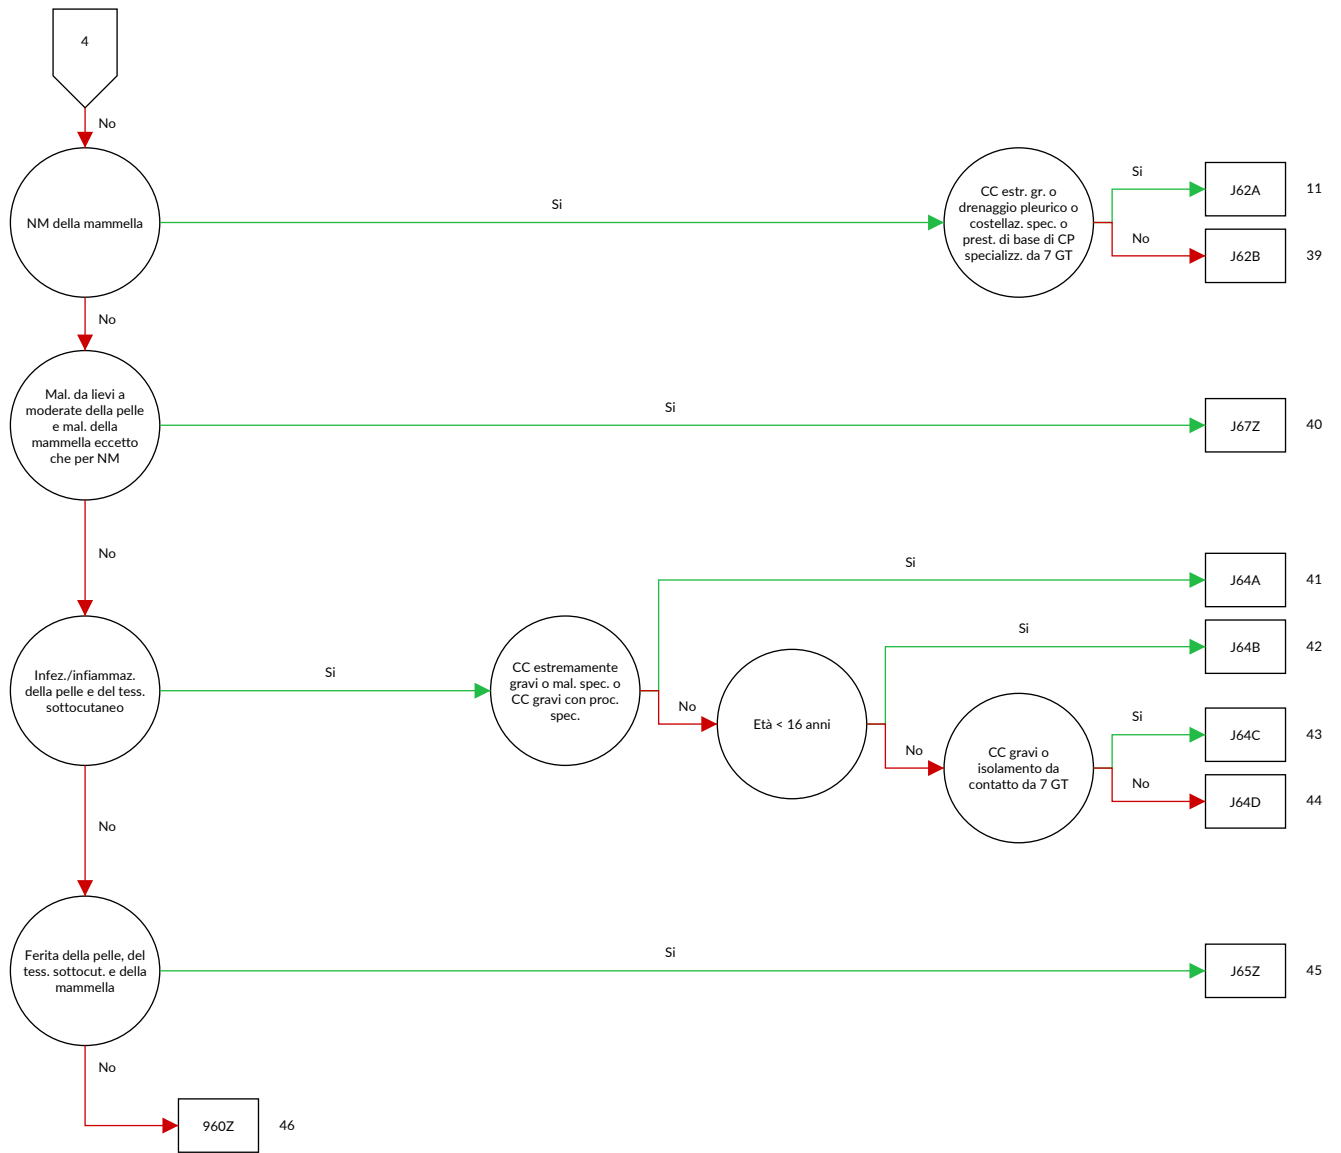 4
No
NM della mammella
Si
CC estr. gr. o
drenaggio pleurico o
costellaz. spec. o
prest. di base di CP
specializz. da 7 GT
Si
J62A
11
No
J62B
39
No
Mal. da lievi a
moderate della pelle
e mal. della
mammella eccetto
che per NM
Si
J67Z
40
No
Infez./infiammaz.
della pelle e del tess.
sottocutaneo
Si
CC estremamente
gravi o mal. spec. o
CC gravi con proc.
spec.
Si
J64A
41
No
Età < 16 anni
Si
J64B
42
No
CC gravi o
isolamento da
contatto da 7 GT
Si
J64C
43
No
J64D
44
No
Ferita della pelle, del
tess. sottocut. e della
mammella
Si
J65Z
45
No
960Z
46